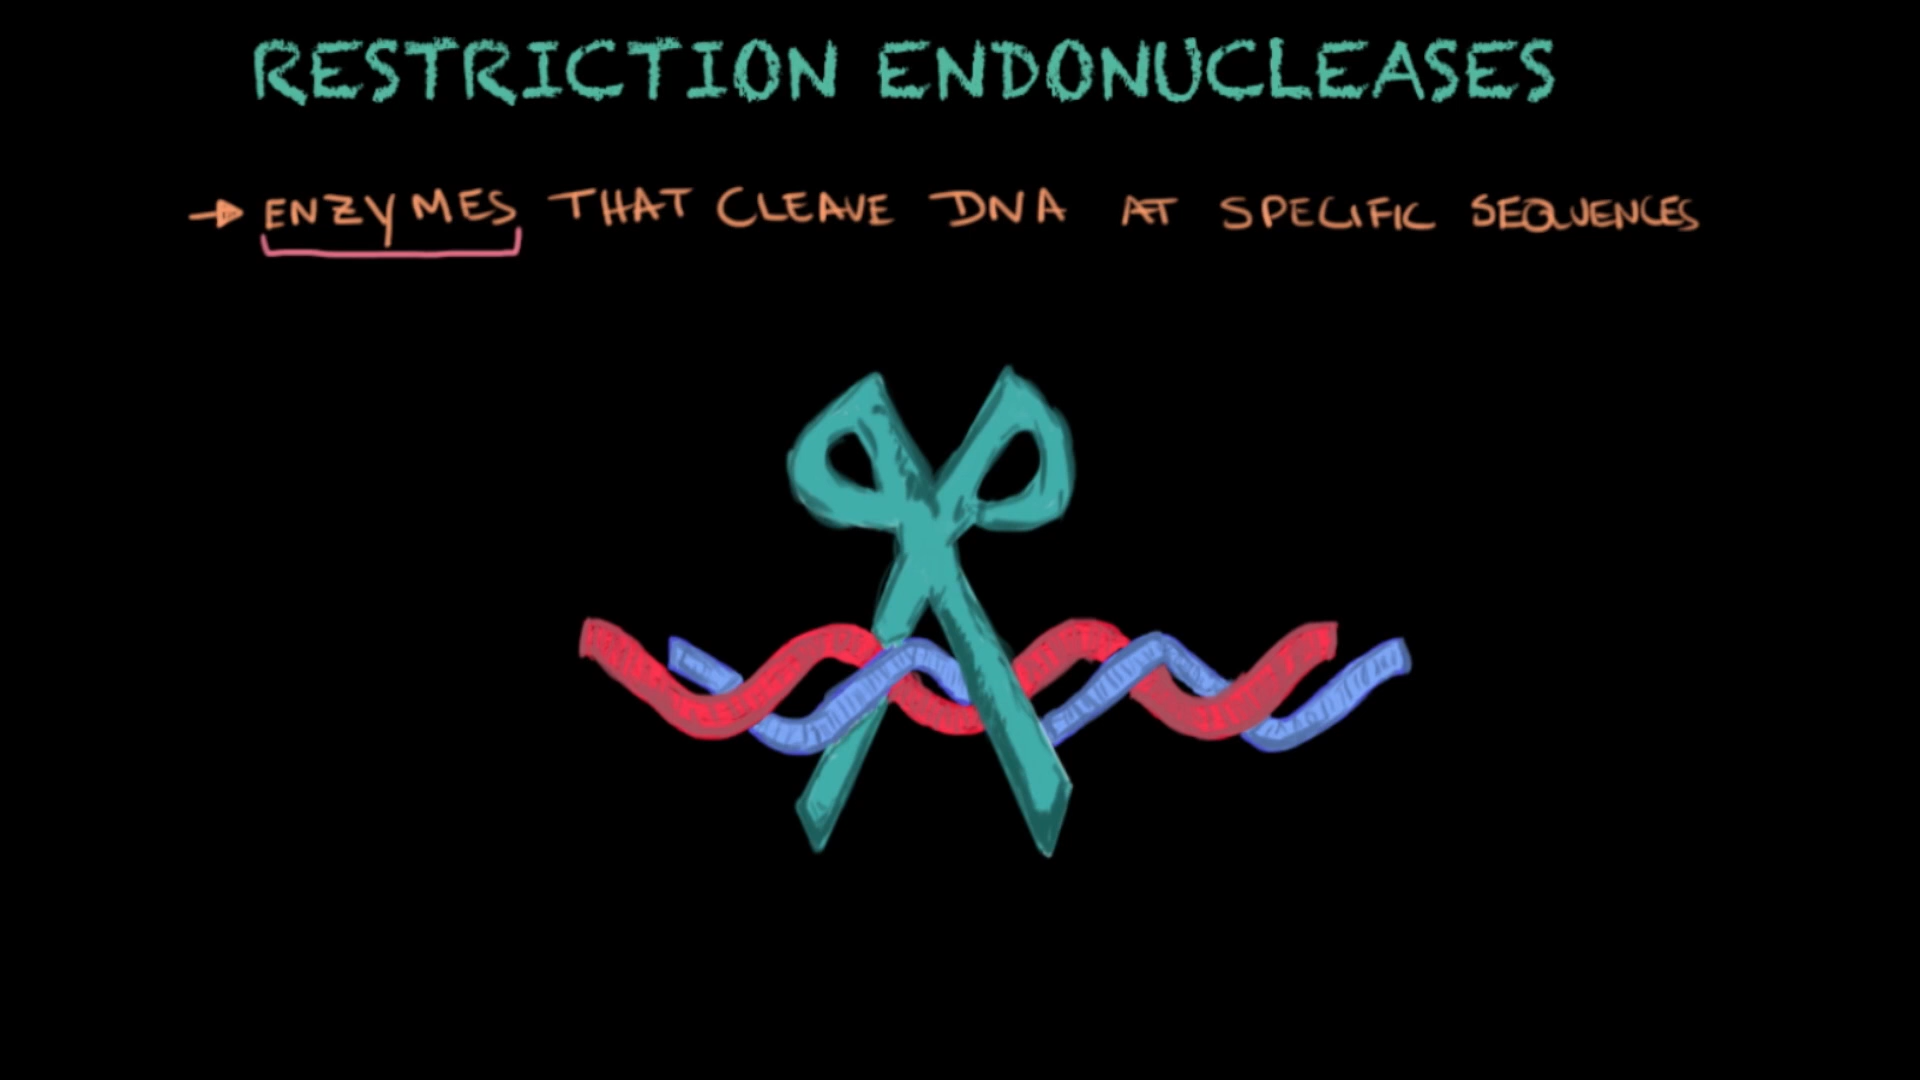 RESTRICTION ENDONUCLEASES
→ ENZYMES THAT CLEAVE DNA AT SPECIFIC SEQUENCES